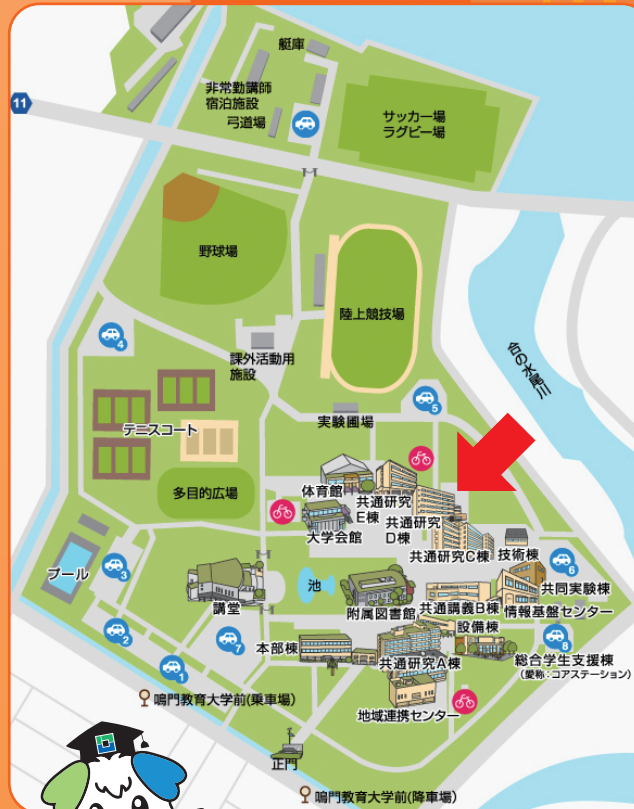 艇庫
非常勤講師
宿泊施設
弓道場
11
サッカー場
ラグビー場
野球場
陸上競技場
合の水尾川
4
課外活動用
施設
5
実験圃場
テニスコート
多目的広場
体育館
共通研究
E棟
大学会館
共通研究
D棟
共通研究C棟
技術棟
6
共同実験棟
プール
3
講堂
池
附属図書館
共通講義B棟
情報基盤センター
設備棟
2
7
本部棟
共通研究A棟
8
総合学生支援棟
(愛称:コアステーション)
1
鳴門教育大学前(乗車場)
地域連携センター
正門
鳴門教育大学前(降車場)